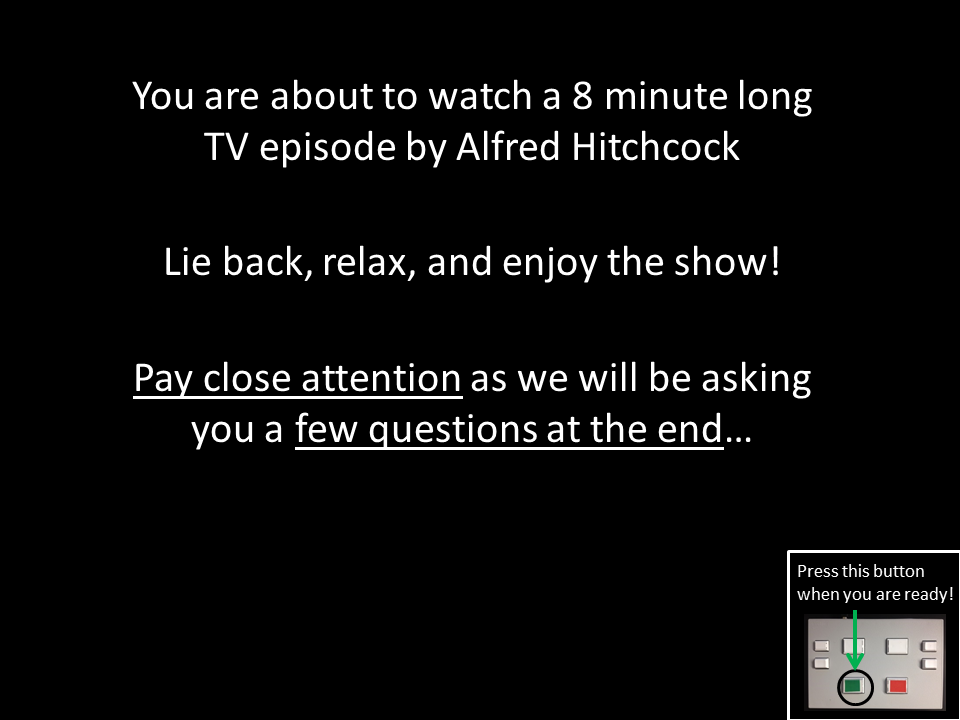 You are about to watch a 8 minute long
TV episode by Alfred Hitchcock
Lie back, relax, and enjoy the show!
Pay close attention as we will be asking
you a few questions at the end…
Press this button
when you are ready!